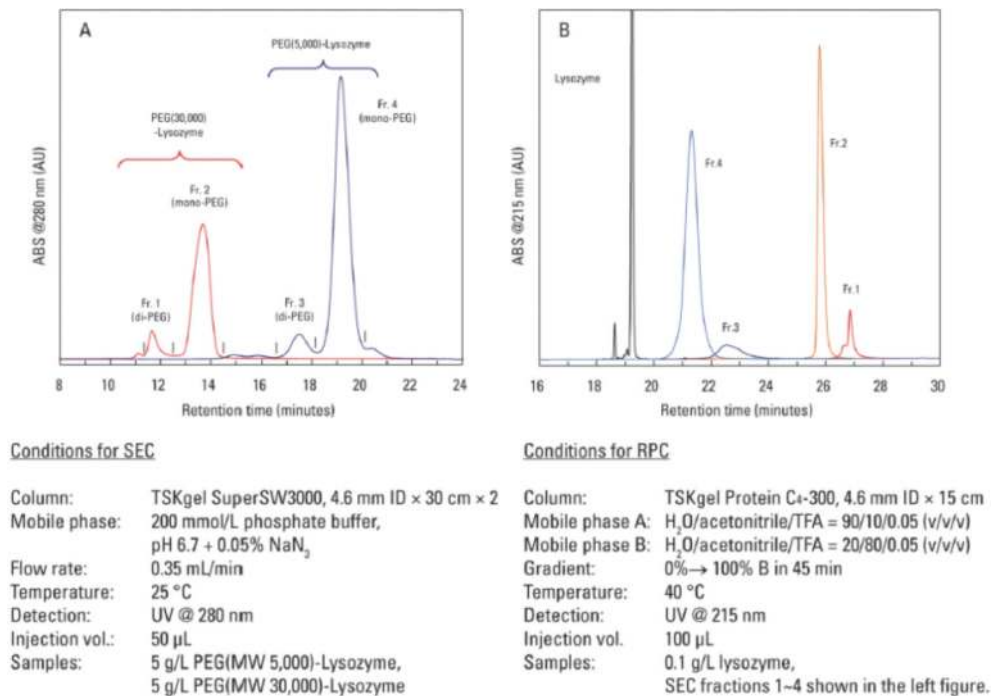 A
PEG(5,000)-Lysozyme
Fr. 4
(mono-PEG)
PEG(30,000)
-Lysozyme
Fr. 2
(mono-PEG)
Fr. 1
(di-PEG)
Fr. 3
(di-PEG)
ABS @280 nm (AU)
8 10 12 14 16 18 20 22 24
Retention time (minutes)
B
Lysozyme
Fr.4
Fr.3
Fr.2
Fr.1
ABS @215 nm (AU)
16 18 20 22 24 26 28 30
Retention time (minutes)
Conditions for SEC
Column: TSKgel SuperSW3000, 4.6 mm ID × 30 cm × 2
Mobile phase: 200 mmol/L phosphate buffer,
pH 6.7 + 0.05% NaN₃
Flow rate: 0.35 mL/min
Temperature: 25 °C
Detection: UV @ 280 nm
Injection vol.: 50 µL
Samples: 5 g/L PEG(MW 5,000)-Lysozyme,
5 g/L PEG(MW 30,000)-Lysozyme
Conditions for RPC
Column: TSKgel Protein C₄-300, 4.6 mm ID × 15 cm
Mobile phase A: H₂O/acetonitrile/TFA = 90/10/0.05 (v/v/v)
Mobile phase B: H₂O/acetonitrile/TFA = 20/80/0.05 (v/v/v)
Gradient: 0%→ 100% B in 45 min
Temperature: 40 °C
Detection: UV @ 215 nm
Injection vol. 100 µL
Samples: 0.1 g/L lysozyme,
SEC fractions 1~4 shown in the left figure.